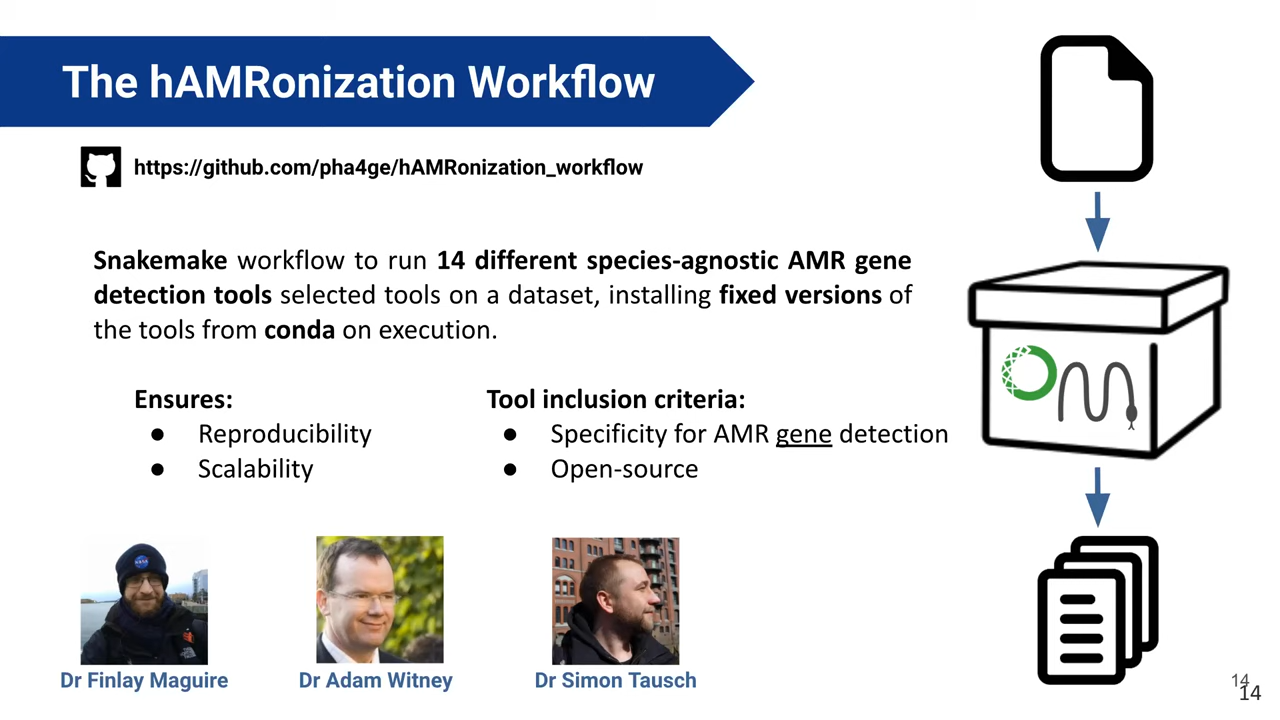 The hAMRonization Workflow
https://github.com/pha4ge/hAMRonization_workflow
Snakemake workflow to run 14 different species-agnostic AMR gene
detection tools selected tools on a dataset, installing fixed versions of
the tools from conda on execution.
Ensures:
● Reproducibility
● Scalability
Tool inclusion criteria:
● Specificity for AMR gene detection
● Open-source
NASA
Dr Finlay Maguire
Dr Adam Witney
Dr Simon Tausch
14
14